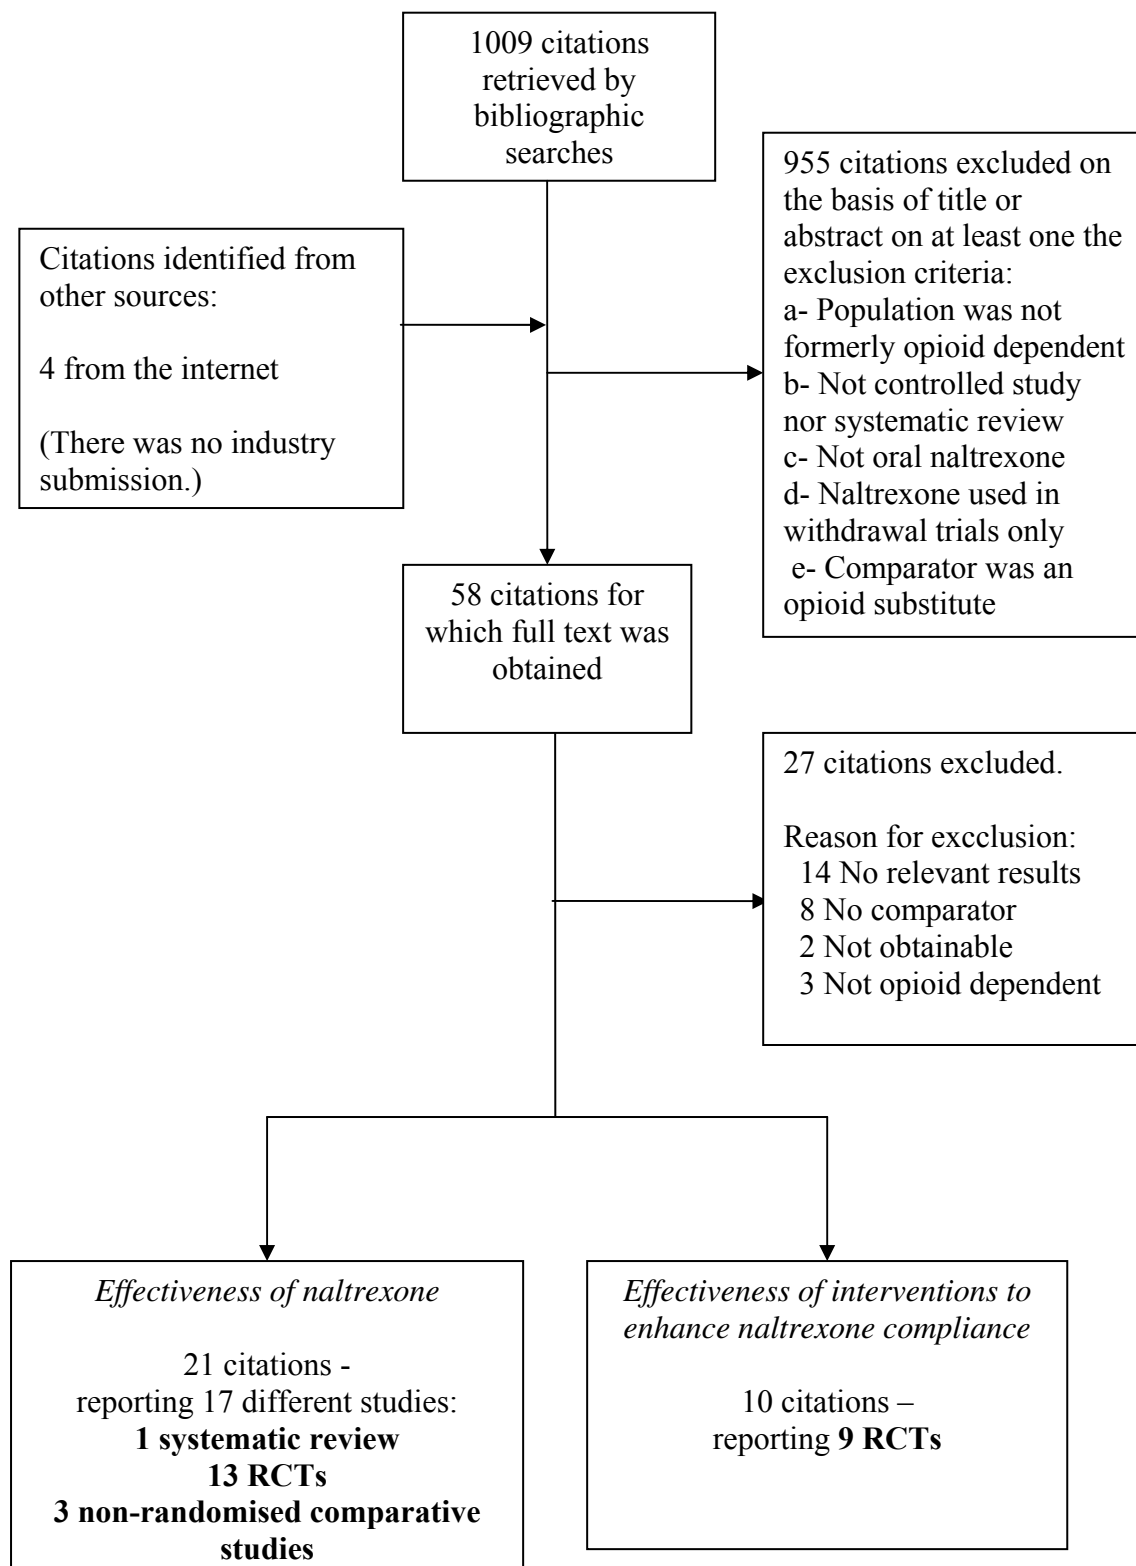 1009 citations
retrieved by
bibliographic
searches
955 citations excluded on
the basis of title or
abstract on at least one the
exclusion criteria:
a- Population was not
formerly opioid dependent
b- Not controlled study
nor systematic review
c- Not oral naltrexone
d- Naltrexone used in
withdrawal trials only
e- Comparator was an
opioid substitute
Citations identified from
other sources:
4 from the internet
(There was no industry
submission.)
58 citations for
which full text was
obtained
27 citations excluded.
Reason for excclusion:
14 No relevant results
8 No comparator
2 Not obtainable
3 Not opioid dependent
Effectiveness of naltrexone
21 citations -
reporting 17 different studies:
1 systematic review
13 RCTs
3 non-randomised comparative
studies
Effectiveness of interventions to
enhance naltrexone compliance
10 citations –
reporting 9 RCTs